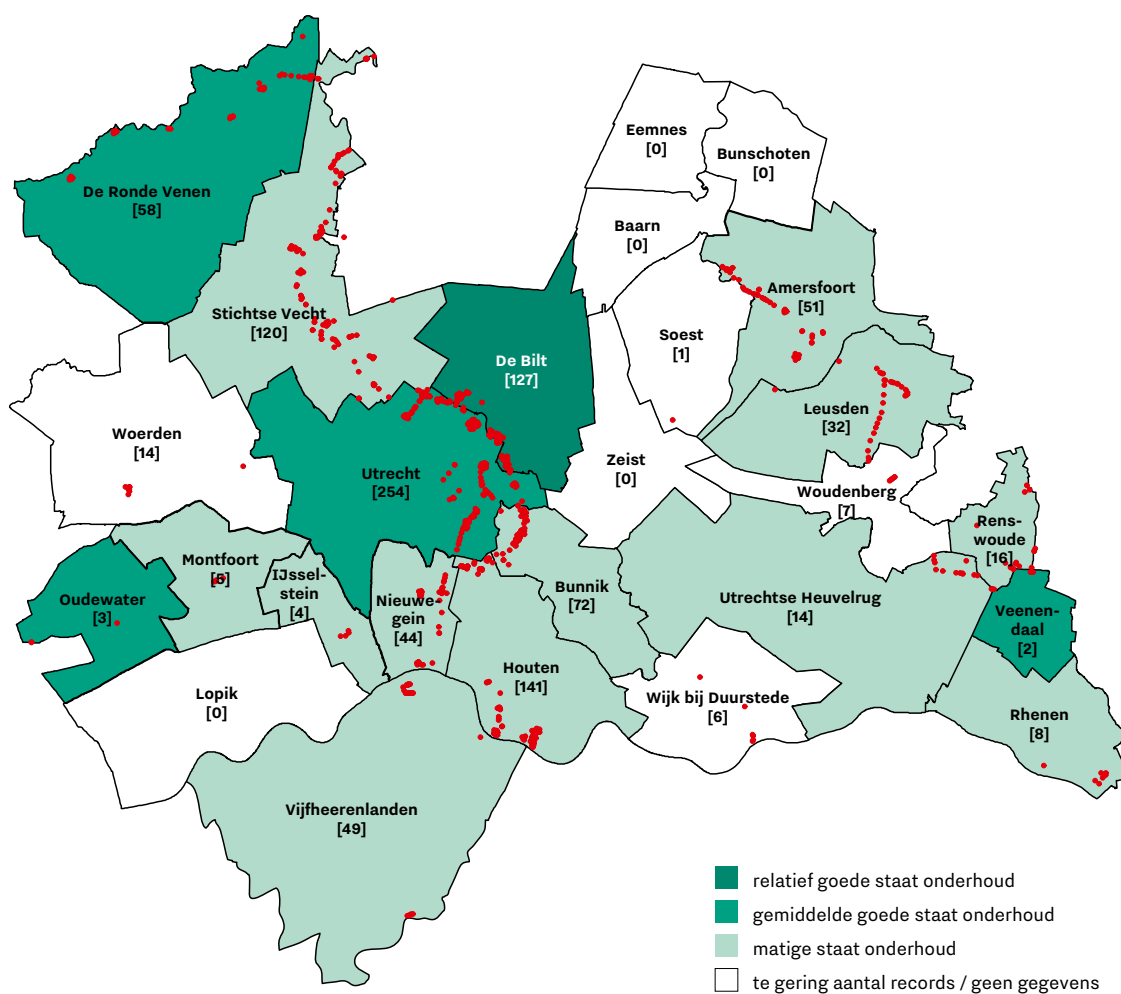 Eemnes
[0]
Bunschoten
[0]
De Ronde Venen
[58]
Baarn
[0]
Amersfoort
[51]
Stichtse Vecht
[120]
Soest
[1]
De Bilt
[127]
Leusden
[32]
Woerden
[14]
Zeist
[0]
Utrecht
[254]
Woudenberg
[7]
Rens-
woude
[16]
Montfoort
[5]
IJssel-
stein
[4]
Oudewater
[3]
Nieuwe-
gein
[44]
Bunnik
[72]
Utrechtse Heuvelrug
[14]
Veenen-
daal
[2]
Houten
[141]
Lopik
[0]
Wijk bij Duurstede
[6]
Rhenen
[8]
Vijfheerenlanden
[49]
relatief goede staat onderhoud
gemiddelde goede staat onderhoud
matige staat onderhoud
te gering aantal records / geen gegevens